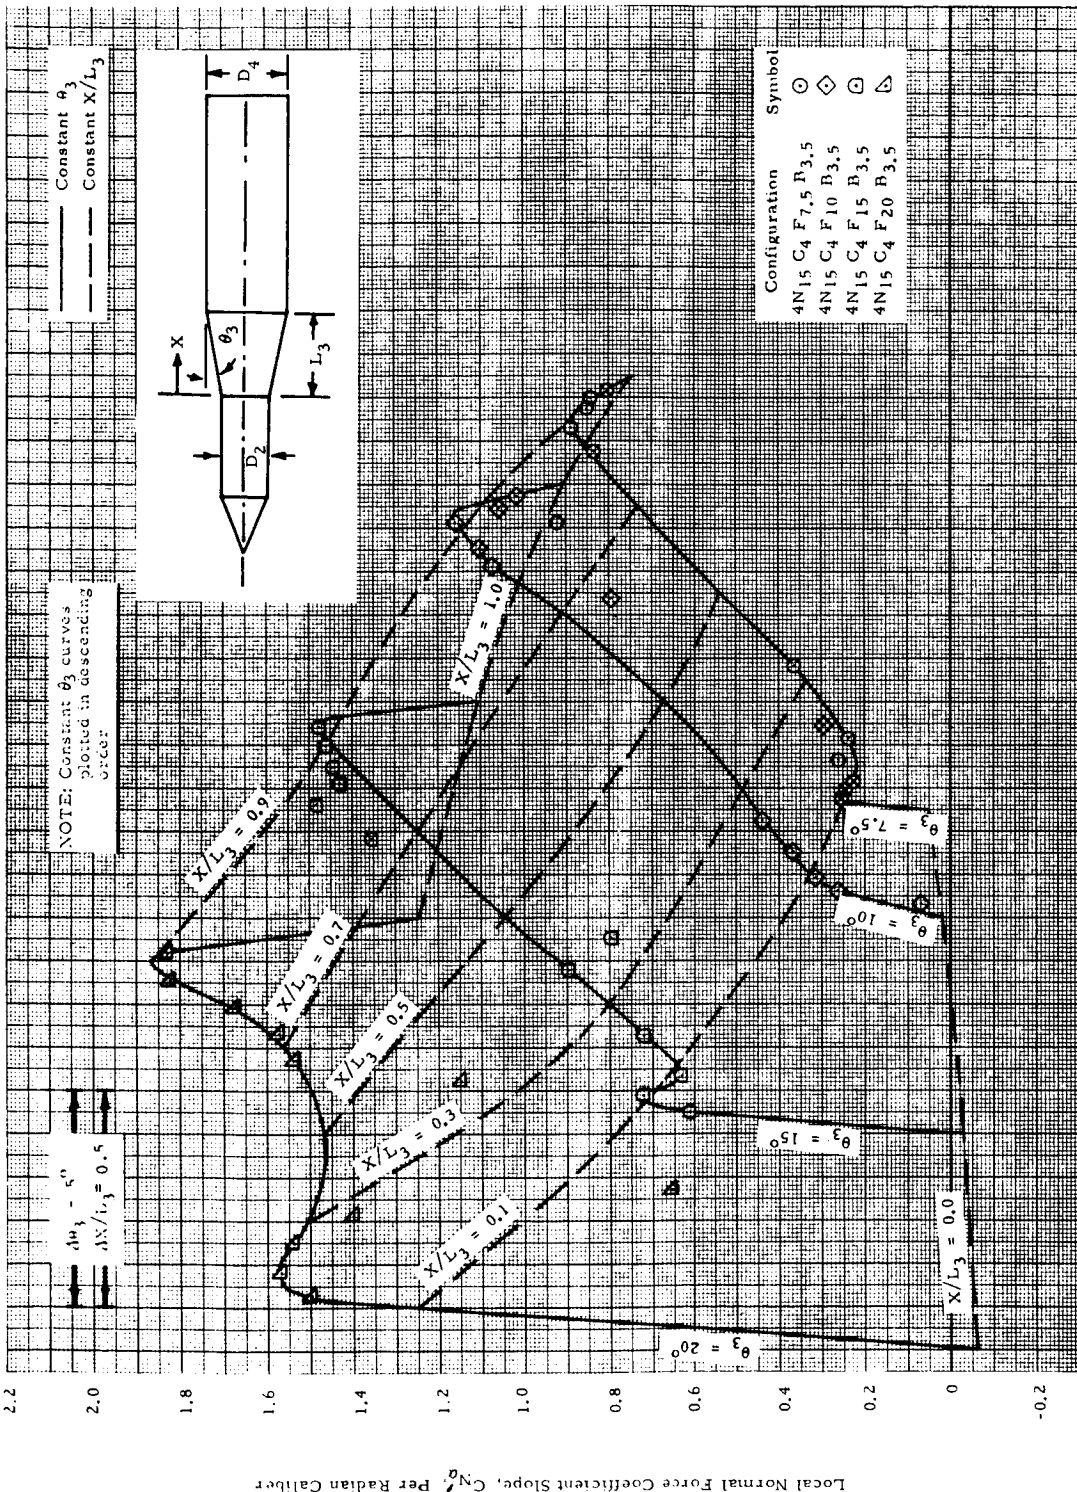 Constant θ3
Constant X/L3
NOTE: Constant θ3 curves
plotted in descending
order
Δθ3 = 5°
ΔX/L3 = 0.5
X
θ3
D2
D4
L3
Configuration Symbol
4N15 C4 F7.5 B3.5
4N15 C4 F10 B3.5
4N15 C4 F15 B3.5
4N15 C4 F20 B3.5
X/L3 = 0.9
X/L3 = 1.0
X/L3 = 0.7
X/L3 = 0.5
X/L3 = 0.3
X/L3 = 0.1
X/L3 = 0.0
θ3 = 7.5°
θ3 = 10°
θ3 = 15°
θ3 = 20°
2.2
2.0
1.8
1.6
1.4
1.2
1.0
0.8
0.6
0.4
0.2
0
-0.2
Local Normal Force Coefficient Slope, C′Nα, Per Radian Caliber